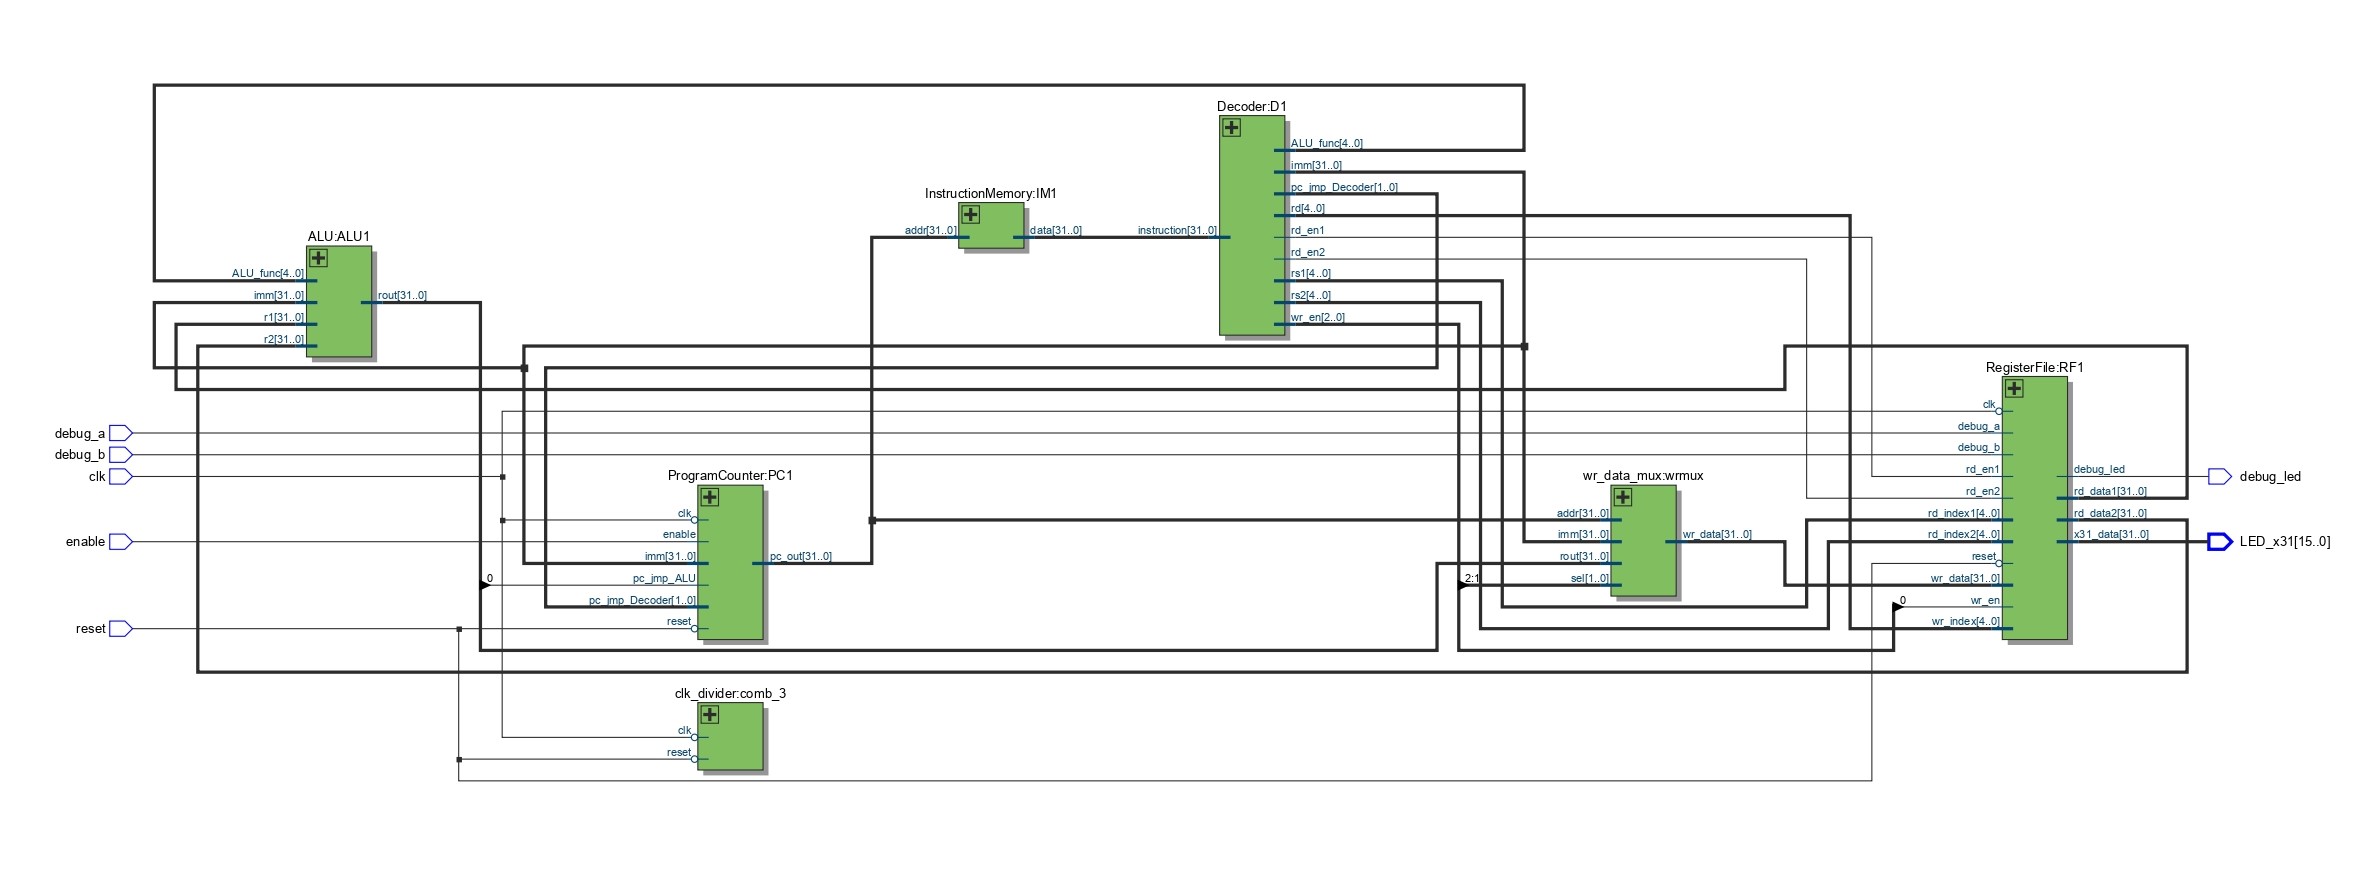 Decoder:D1
ALU_func[4..0]
imm[31..0]
pc_jmp_Decoder[1..0]
rd[4..0]
rd_en1
rd_en2
rs1[4..0]
rs2[4..0]
wr_en[2..0]
instruction[31..0]
InstructionMemory:IM1
addr[31..0]
data[31..0]
ALU:ALU1
ALU_func[4..0]
imm[31..0]
r1[31..0]
r2[31..0]
rout[31..0]
RegisterFile:RF1
clk
debug_a
debug_b
rd_en1
rd_en2
rd_index1[4..0]
rd_index2[4..0]
reset
wr_data[31..0]
wr_en
wr_index[4..0]
0
debug_led
rd_data1[31..0]
rd_data2[31..0]
x31_data[31..0]
debug_led
LED_x31[15..0]
debug_a
debug_b
clk
enable
reset
ProgramCounter:PC1
clk
enable
imm[31..0]
pc_jmp_ALU
pc_jmp_Decoder[1..0]
reset
0
pc_out[31..0]
wr_data_mux:wrmux
addr[31..0]
imm[31..0]
rout[31..0]
sel[1..0]
2:1
wr_data[31..0]
clk_divider:comb_3
clk
reset